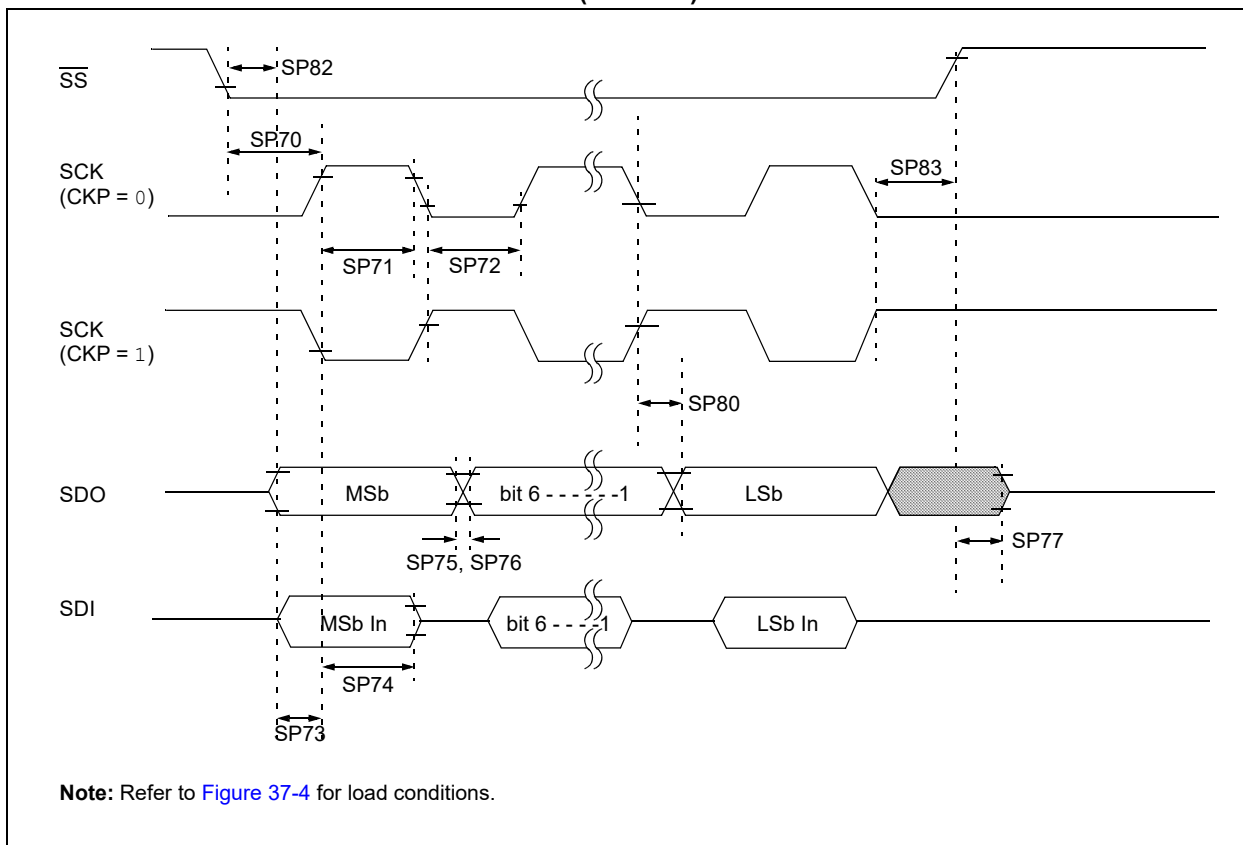 SS
SP82
SP70
SCK
(CKP = 0)
SP83
SP71
SP72
SCK
(CKP = 1)
SP80
SDO
MSb
bit 6 - - - - - -1
LSb
SP75, SP76
SP77
SDI
MSb In
bit 6 - - - -1
LSb In
SP74
SP73
Note: Refer to Figure 37-4 for load conditions.